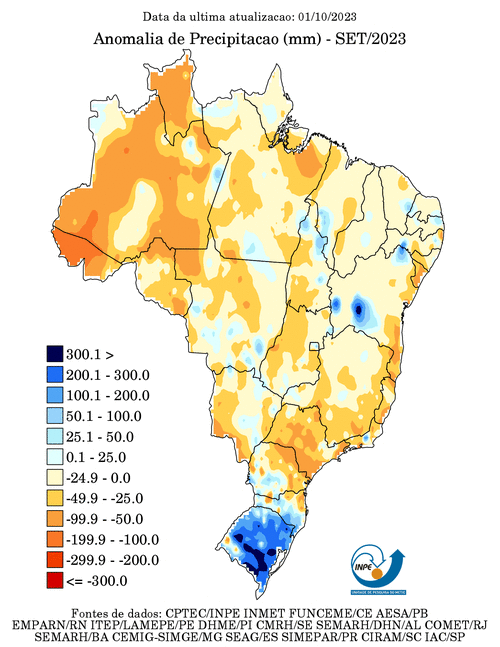 Data da ultima atualizacao: 01/10/2023
Anomalia de Precipitacao (mm) - SET/2023
300.1 >
200.1 - 300.0
100.1 - 200.0
50.1 - 100.0
25.1 - 50.0
0.1 - 25.0
-24.9 - 0.0
-49.9 - -25.0
-99.9 - -50.0
-199.9 - -100.0
-299.9 - -200.0
<= -300.0
INPE
UNIDADE DE PESQUISA DO MCTIC
Fontes de dados: CPTEC/INPE INMET FUNCEME/CE AESA/PB
EMPARN/RN ITEP/LAMEPE/PE DHME/PI CMRH/SE SEMARH/DHN/AL COMET/RJ
SEMARH/BA CEMIG-SIMGE/MG SEAG/ES SIMEPAR/PR CIRAM/SC IAC/SP